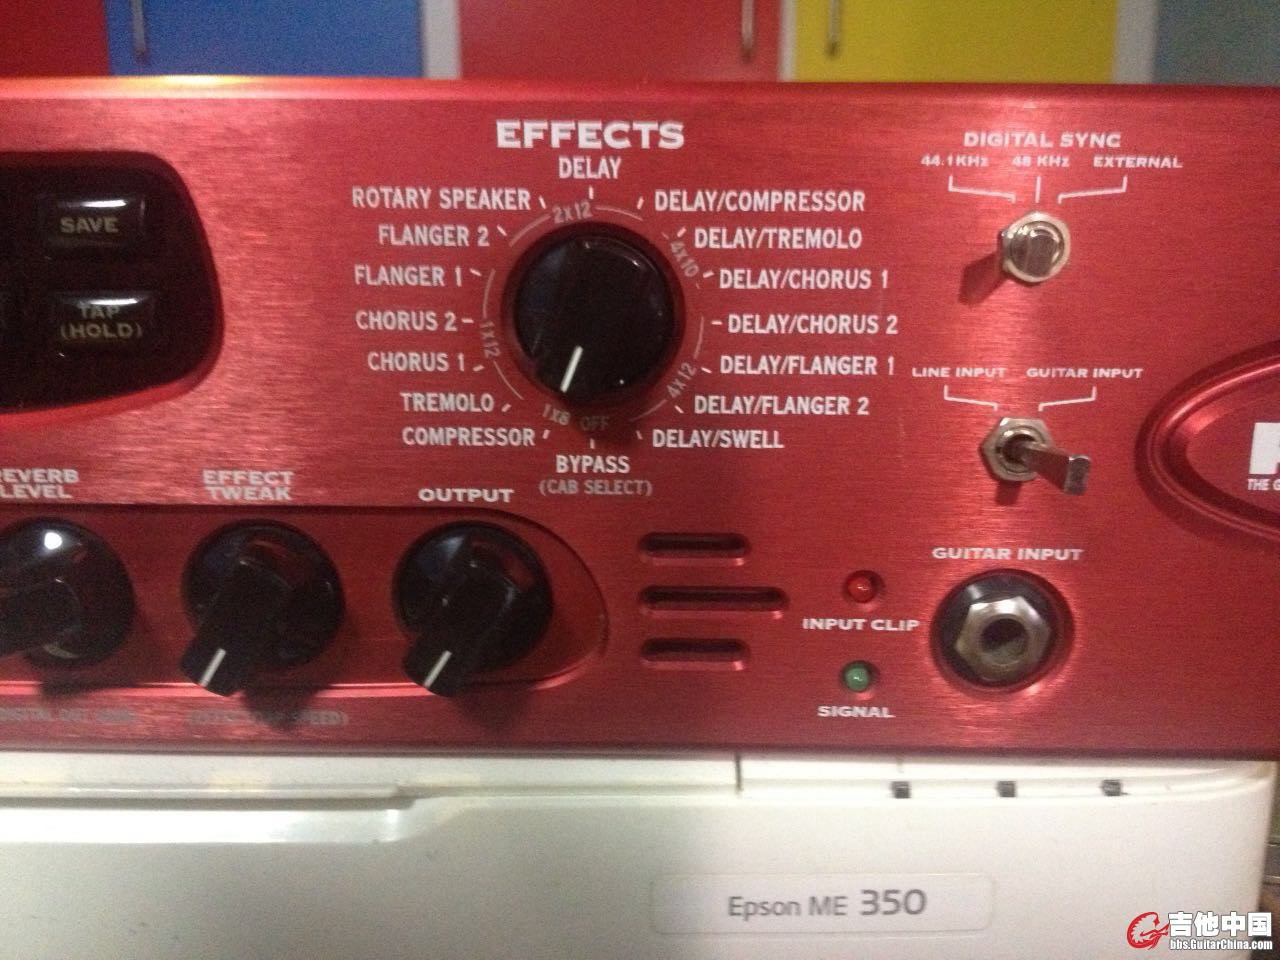 EFFECTS
DELAY
ROTARY SPEAKER
DELAY/COMPRESSOR
FLANGER 2
DELAY/TREMOLO
FLANGER 1
DELAY/CHORUS 1
CHORUS 2
DELAY/CHORUS 2
CHORUS 1
DELAY/FLANGER 1
TREMOLO
DELAY/FLANGER 2
COMPRESSOR
DELAY/SWELL
BYPASS
(CAB SELECT)
2x12
4x10
1x12
4x12
1x8
OFF
DIGITAL SYNC
44.1KHz 48 KHz EXTERNAL
LINE INPUT GUITAR INPUT
SAVE
TAP
(HOLD)
LEVEL
EFFECT
TWEAK
OUTPUT
SPEED)
GUITAR INPUT
INPUT CLIP
SIGNAL
THE
Epson ME 350
吉他中国
bbs.GuitarChina.com